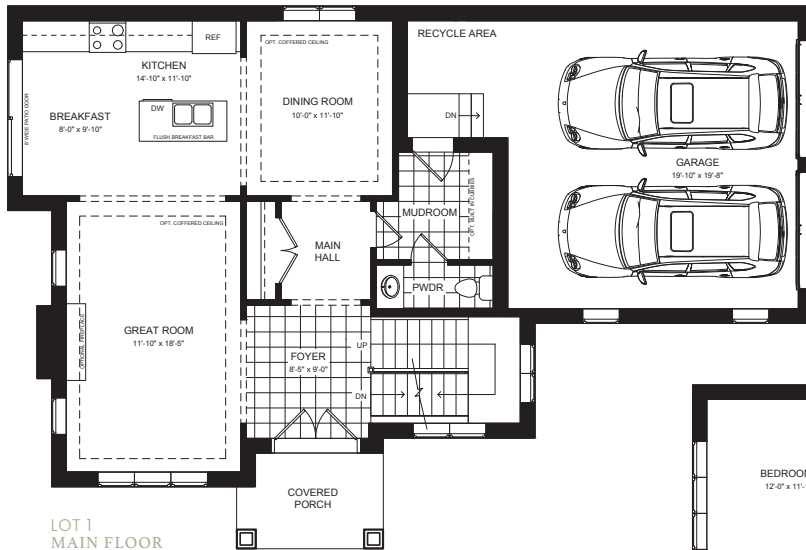 REF
RECYCLE AREA
OPT. COFFERED CEILING
KITCHEN
14'-10" x 11'-10"
DW
BREAKFAST
8'-0" x 9'-10"
FLUSH BREAKFAST BAR
8'WIDE PATIO DOOR
DINING ROOM
10'-0" x 11'-10"
DN
GARAGE
19'-10" x 19'-8"
MUDROOM
OPT. BUILT IN CUBBIES
OPT. COFFERED CEILING
MAIN
HALL
PWDR
GREAT ROOM
11'-10" x 18'-5"
OPTIONAL FIREPLACE
FOYER
8'-5" x 9'-0"
UP
DN
COVERED
PORCH
BEDROOM
12'-0" x 11'-
LOT 1
MAIN FLOOR